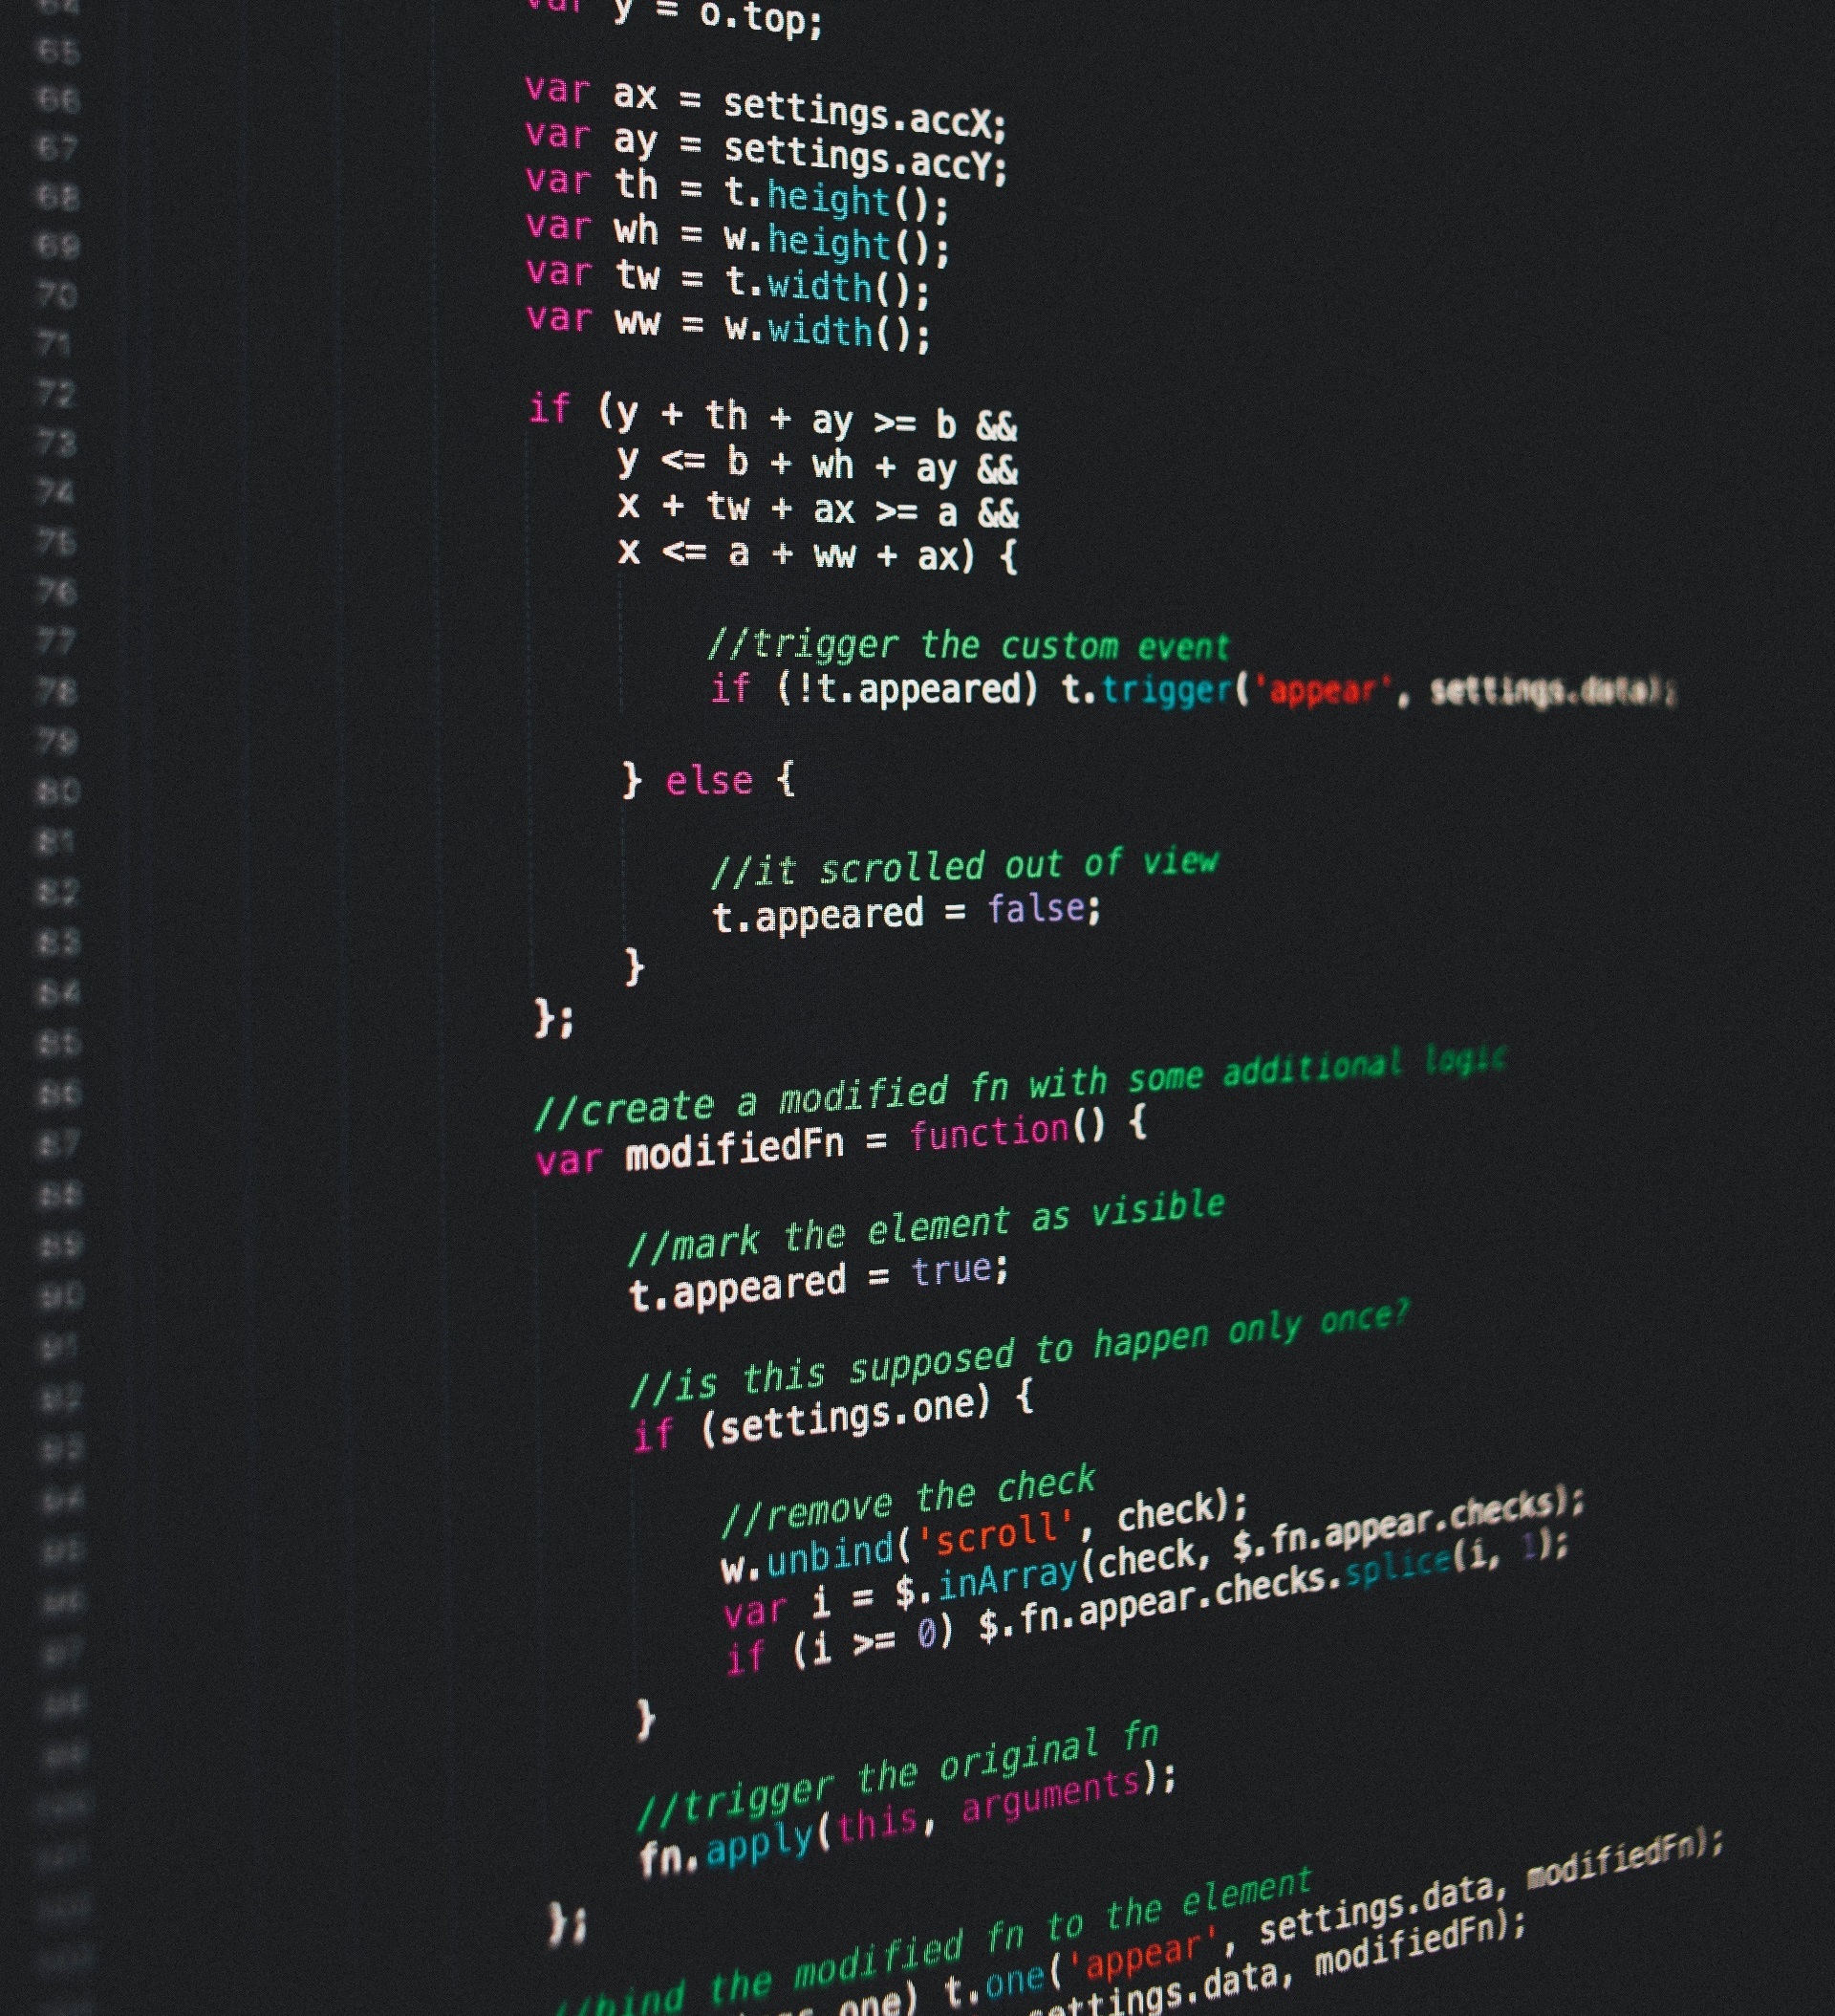 64
var y = o.top;
65
66
var ax = settings.accX;
67
var ay = settings.accY;
68
var th = t.height();
69
var wh = w.height();
70
var tw = t.width();
71
var ww = w.width();
72
if (y + th + ay >= b &&
73
y <= b + wh + ay &&
74
x + tw + ax >= a &&
75
x <= a + ww + ax) {
76
77
//trigger the custom event
78
if (!t.appeared) t.trigger('appear', settings.data);
79
80
} else {
81
82
//it scrolled out of view
83
t.appeared = false;
84
}
85
};
86
//create a modified fn with some additional logic
87
var modifiedFn = function() {
88
89
//mark the element as visible
90
t.appeared = true;
91
92
//is this supposed to happen only once?
93
if (settings.one) {
94
95
//remove the check
96
w.unbind('scroll', check);
97
var i = $.inArray(check, $.fn.appear.checks);
98
if (i >= 0) $.fn.appear.checks.splice(i, 1);
99
}
//trigger the original fn
fn.apply(this, arguments);
};
//bind the modified fn to the element
one) t.one('appear', settings.data, modifiedFn);
settings.data, modifiedFn);